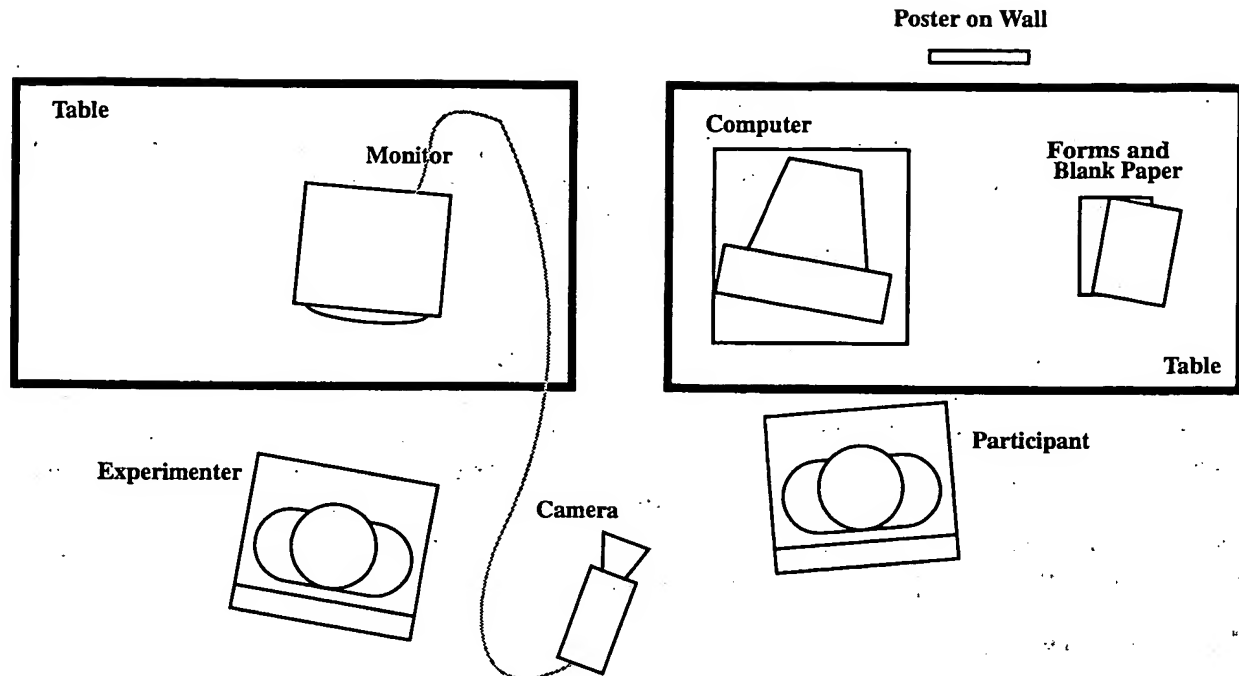 Poster on Wall
Table
Monitor
Computer
Forms and
Blank Paper
Table
Experimenter
Camera
Participant